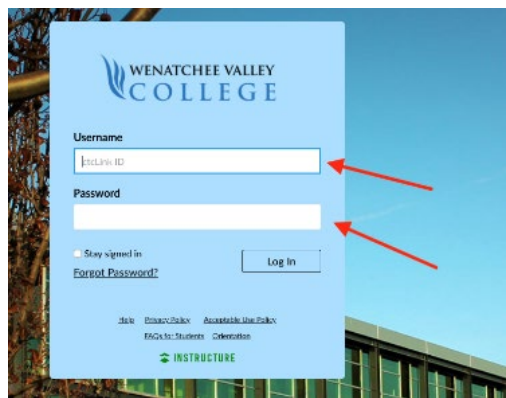 WENATCHEE VALLEY
COLLEGE
Username
ctcLink ID
Password
Stay signed in
Forgot Password?
Log In
Help Privacy Policy Acceptable Use Policy
FAQs for Students Orientation
INSTRUCTURE